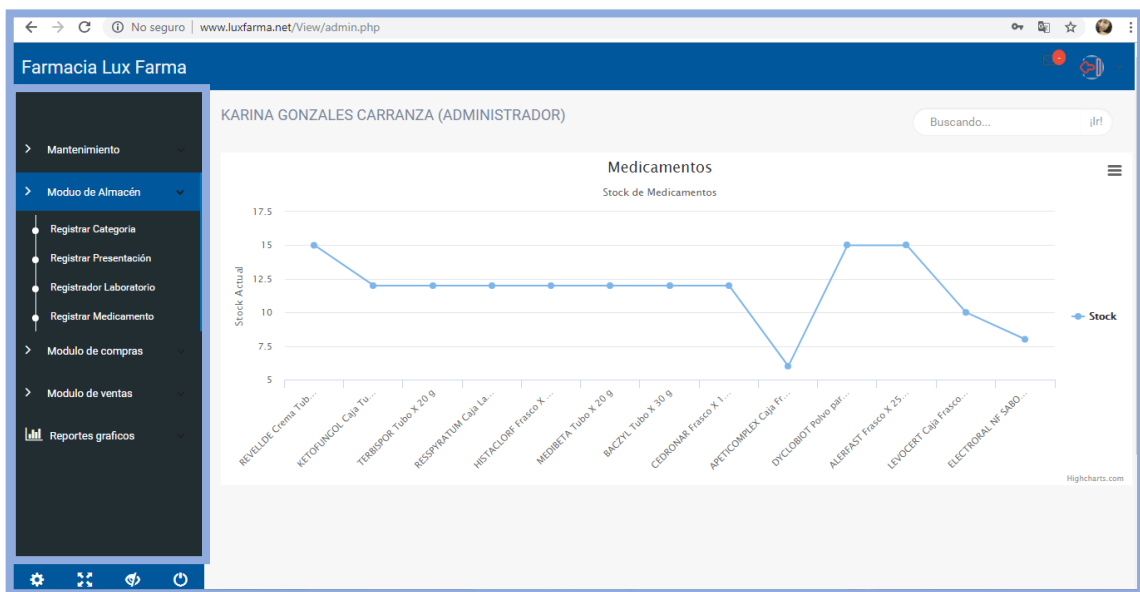 No seguro | www.luxfarma.net/View/admin.php
Farmacia Lux Farma
KARINA GONZALES CARRANZA (ADMINISTRADOR)
Buscando... ¡Ir!
Mantenimiento
Moduo de Almacén
Registrar Categoria
Registrar Presentación
Registrador Laboratorio
Registrar Medicamento
Modulo de compras
Modulo de ventas
Reportes graficos
Medicamentos
Stock de Medicamentos
Stock Actual
17.5
15
12.5
10
7.5
5
REVELLDE Crema Tub...
KETOFUNGOL Caja Tu...
TERBISPOR Tubo X 20 g
RESSPYRATUM Caja La...
HISTACLORF Frasco X ...
MEDIBETA Tubo X 20 g
BACZYL Tubo X 30 g
CEDRONAR Frasco X 1...
APETICOMPLEX Caja Fr...
DYCLOBIOT Polvo par...
ALERFAST Frasco X 25...
LEVOCERT Caja Frasco...
ELECTRORAL NF SABO...
Stock
Highcharts.com